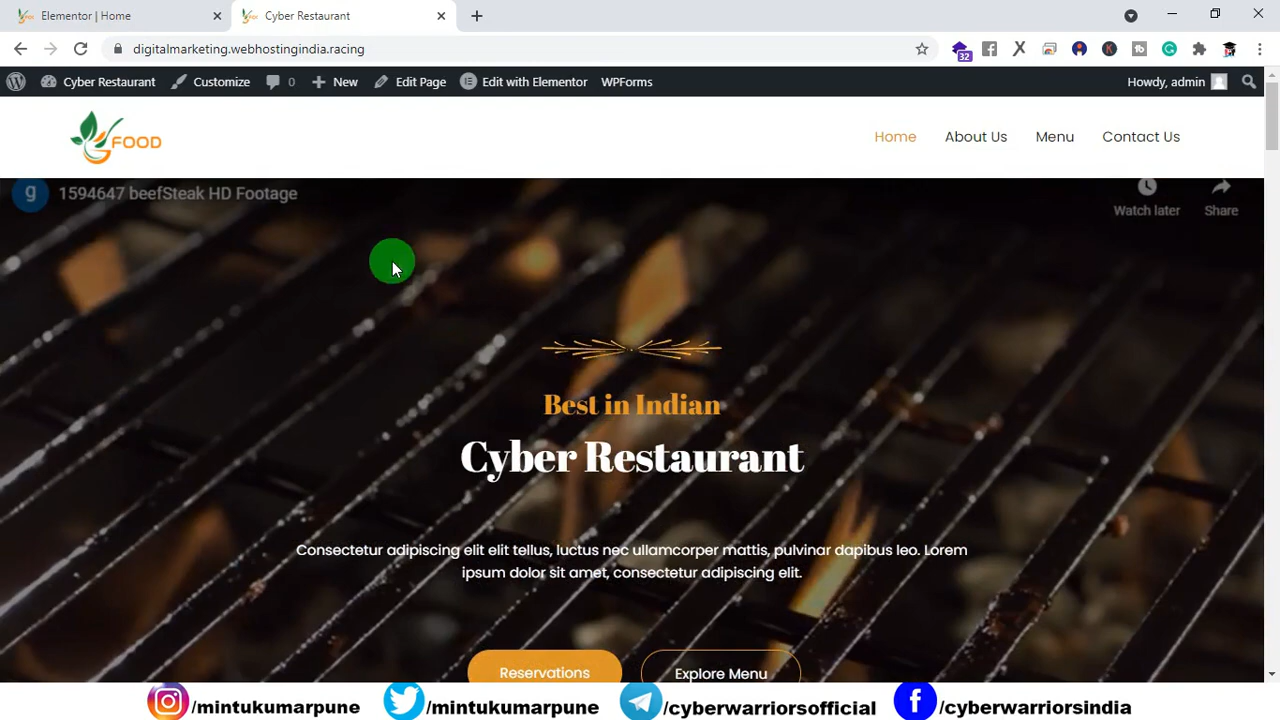 Elementor | Home
Cyber Restaurant
digitalmarketing.webhostingindia.racing
32
Cyber Restaurant
Customize
0
New
Edit Page
Edit with Elementor
WPForms
Howdy, admin
FOOD
Home
About Us
Menu
Contact Us
g
1594647 beefSteak HD Footage
Watch later
Share
Best in Indian
Cyber Restaurant
Consectetur adipiscing elit elit tellus, luctus nec ullamcorper mattis, pulvinar dapibus leo. Lorem
ipsum dolor sit amet, consectetur adipiscing elit.
Reservations
Explore Menu
/mintukumarpune
/mintukumarpune
/cyberwarriorsofficial
/cyberwarriorsindia